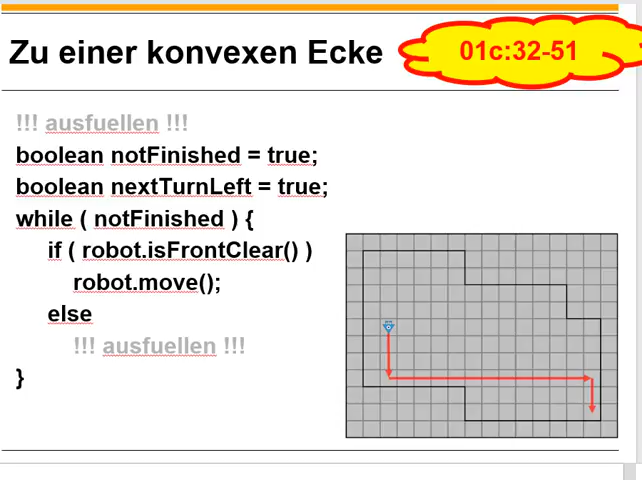 Zu einer konvexen Ecke
01c:32-51
!!! ausfuellen !!!
boolean notFinished = true;
boolean nextTurnLeft = true;
while ( notFinished ) {
if ( robot.isFrontClear() )
robot.move();
else
!!! ausfuellen !!!
}